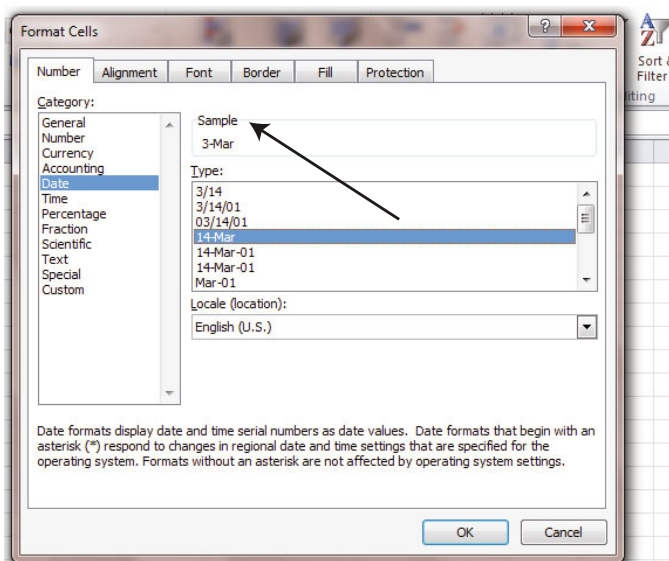 Format Cells
Sort &
Filter
iting
Number Alignment Font Border Fill Protection
Category:
General
Number
Currency
Accounting
Date
Time
Percentage
Fraction
Scientific
Text
Special
Custom
Sample
3-Mar
Type:
3/14
3/14/01
03/14/01
14-Mar
14-Mar-01
14-Mar-01
Mar-01
Locale (location):
English (U.S.)
Date formats display date and time serial numbers as date values. Date formats that begin with an
asterisk (*) respond to changes in regional date and time settings that are specified for the
operating system. Formats without an asterisk are not affected by operating system settings.
OK Cancel